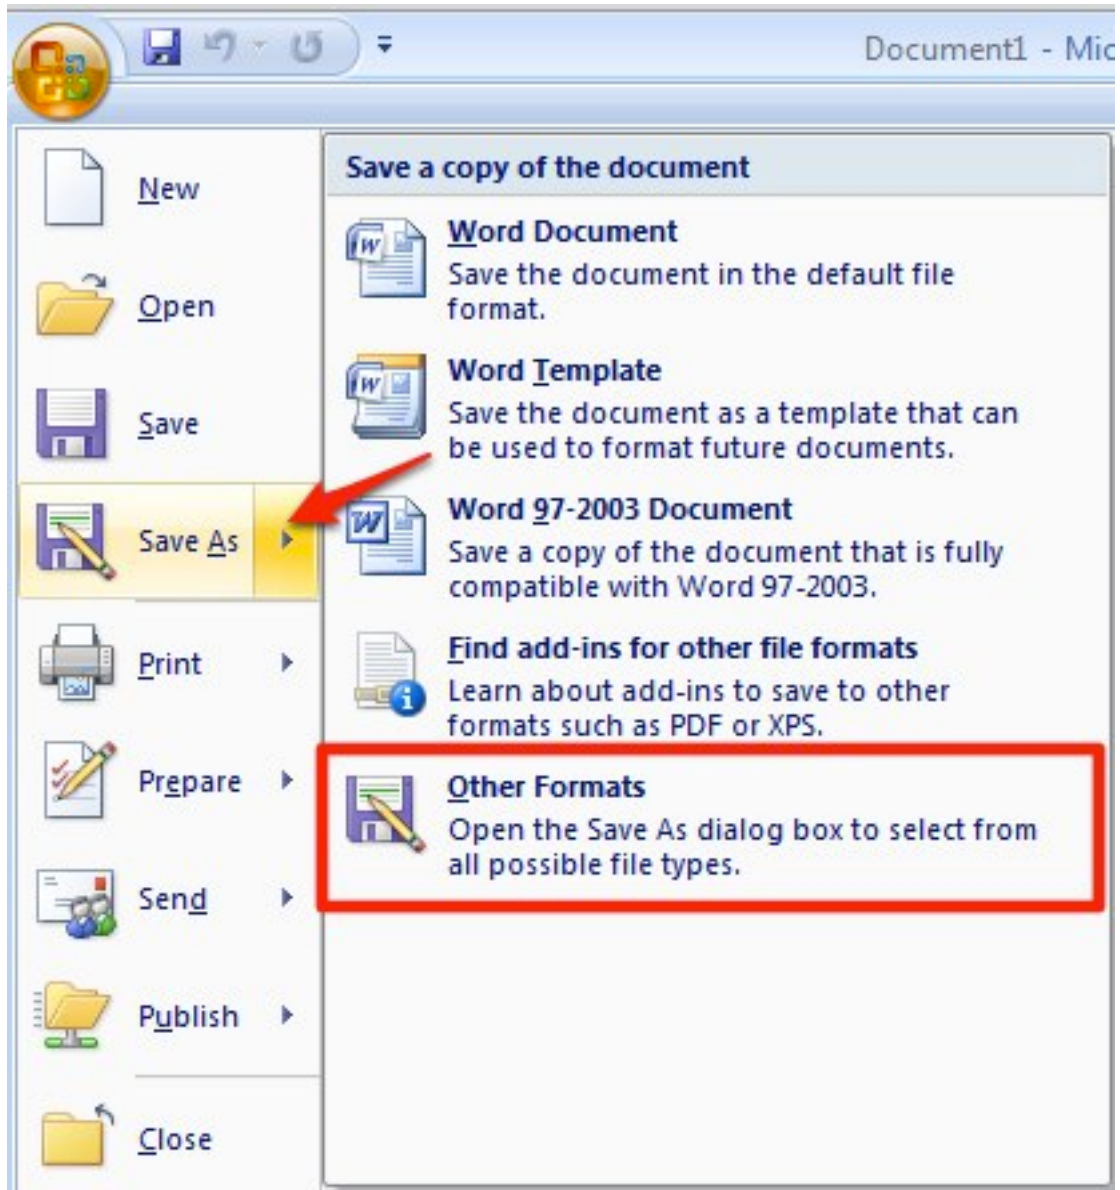 Document1 - Mic
New
Open
Save
Save As
Print
Prepare
Send
Publish
Close
Save a copy of the document
Word Document
Save the document in the default file
format.
Word Template
Save the document as a template that can
be used to format future documents.
Word 97-2003 Document
Save a copy of the document that is fully
compatible with Word 97-2003.
Find add-ins for other file formats
Learn about add-ins to save to other
formats such as PDF or XPS.
Other Formats
Open the Save As dialog box to select from
all possible file types.